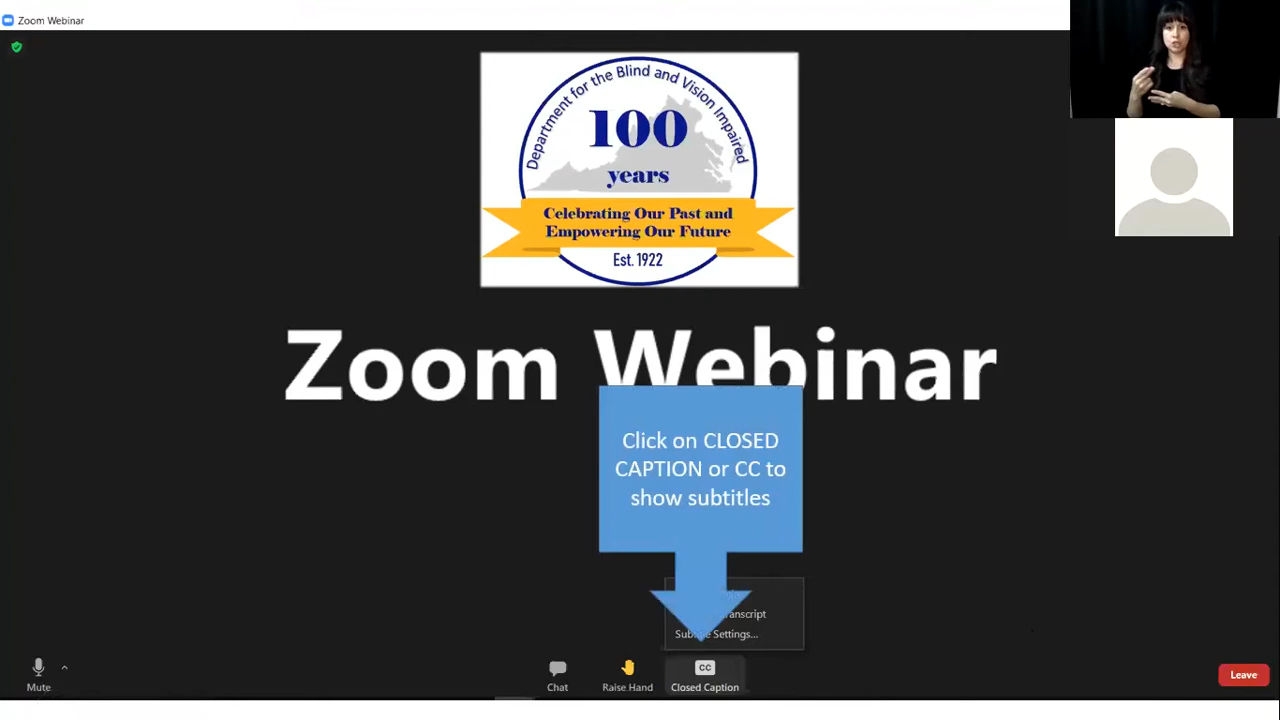 Zoom Webinar
Department for the Blind and Vision Impaired
100
years
Celebrating Our Past and
Empowering Our Future
Est. 1922
Zoom Webinar
Click on CLOSED
CAPTION or CC to
show subtitles
Settings...
CC
Mute
Chat
Raise Hand
Closed Caption
Leave